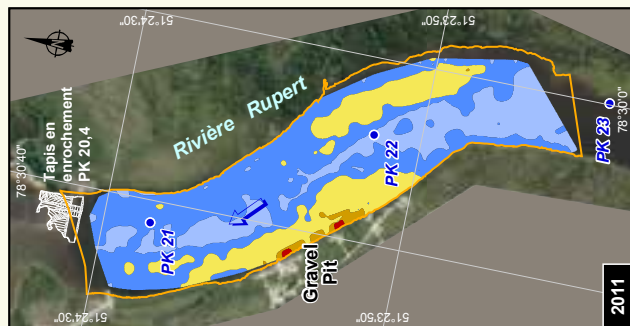 51°24'30"
51°23'50"
78°30'40"
Tapis en
enrochement
PK 20,4
Rivière Rupert
PK 21
PK 22
78°30'0"
PK 23
Gravel
Pit
51°24'30"
51°23'50"
2011